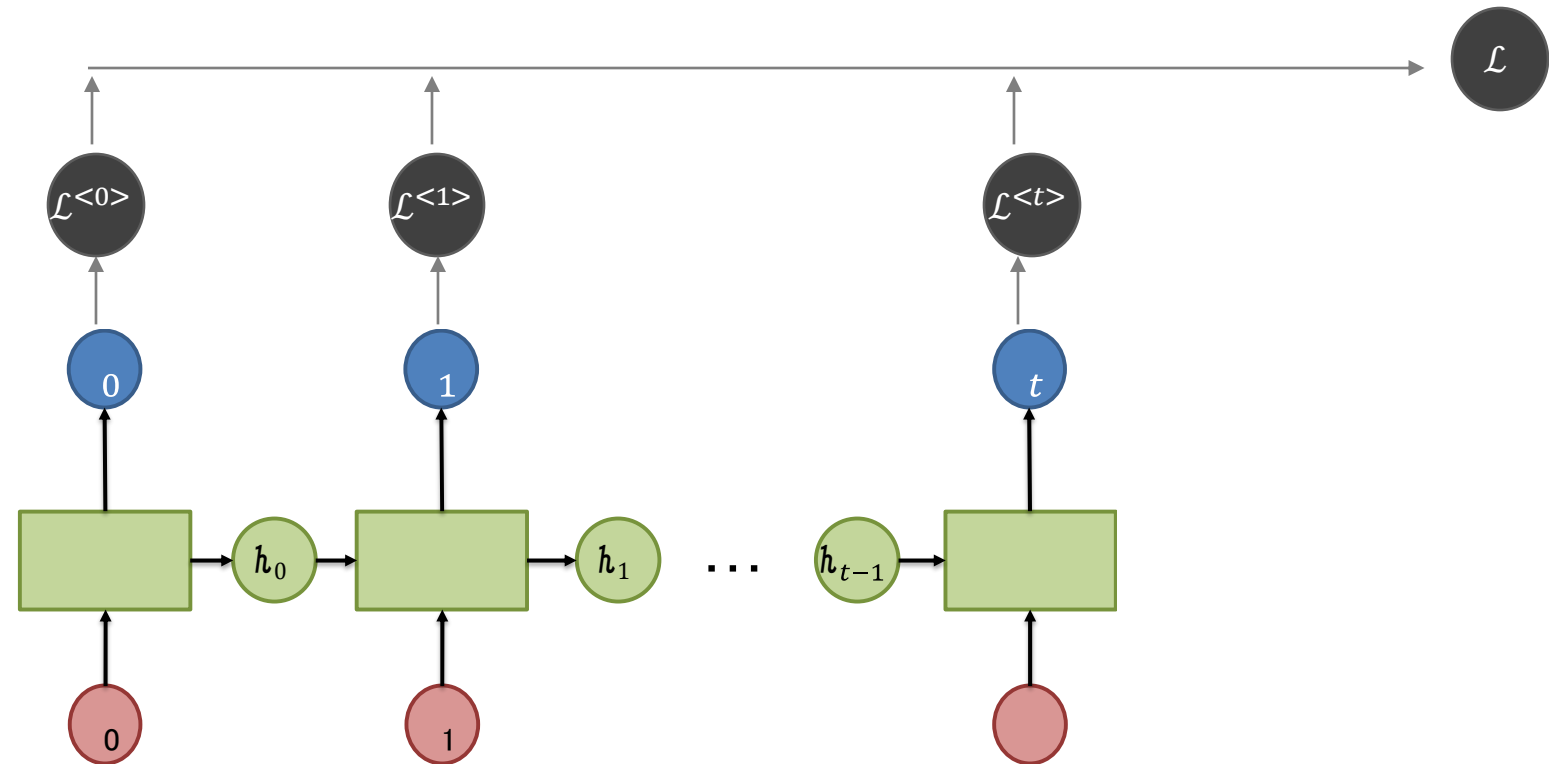 ℒ
ℒ<0> ℒ<1> ℒ<t>
0 1 t
h₀ h₁ ... hₜ₋₁
0 1